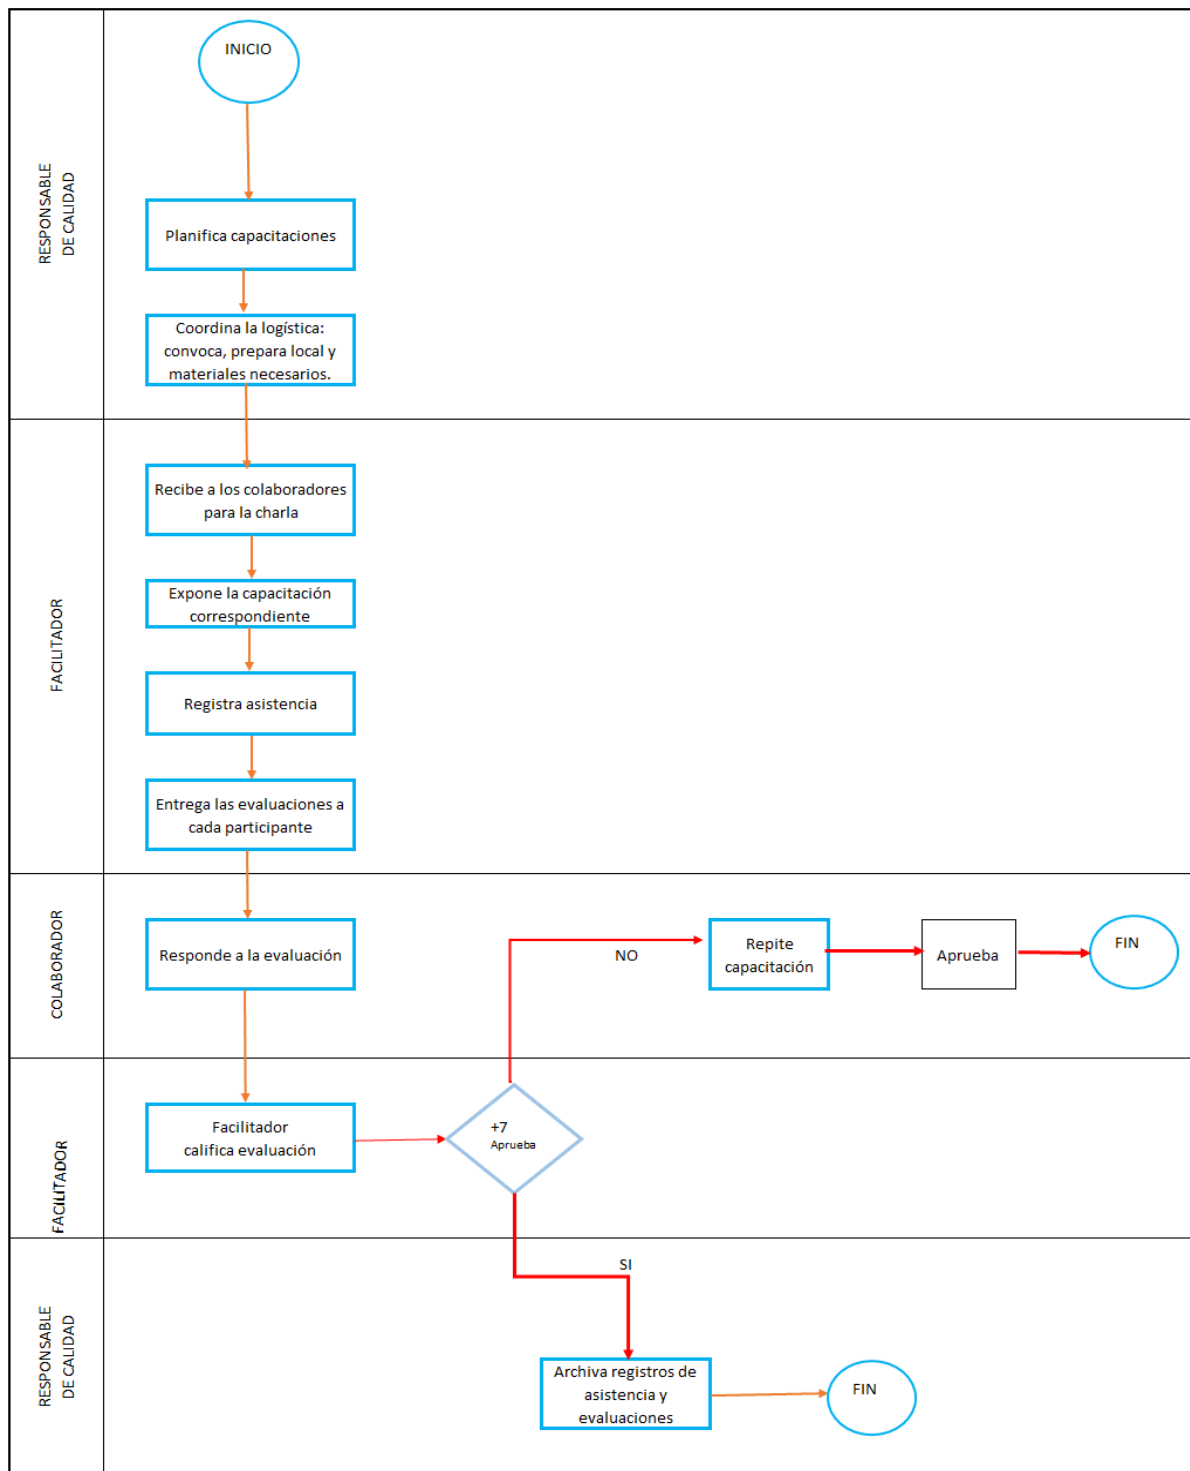 INICIO
RESPONSABLE
DE CALIDAD
Planifica capacitaciones
Coordina la logística:
convoca, prepara local y
materiales necesarios.
FACILITADOR
Recibe a los colaboradores
para la charla
Expone la capacitación
correspondiente
Registra asistencia
Entrega las evaluaciones a
cada participante
COLABORADOR
Responde a la evaluación
NO
Repite
capacitación
Aprueba
FIN
FACILITADOR
Facilitador
califica evaluación
+7
Aprueba
RESPONSABLE
DE CALIDAD
SI
Archiva registros de
asistencia y
evaluaciones
FIN